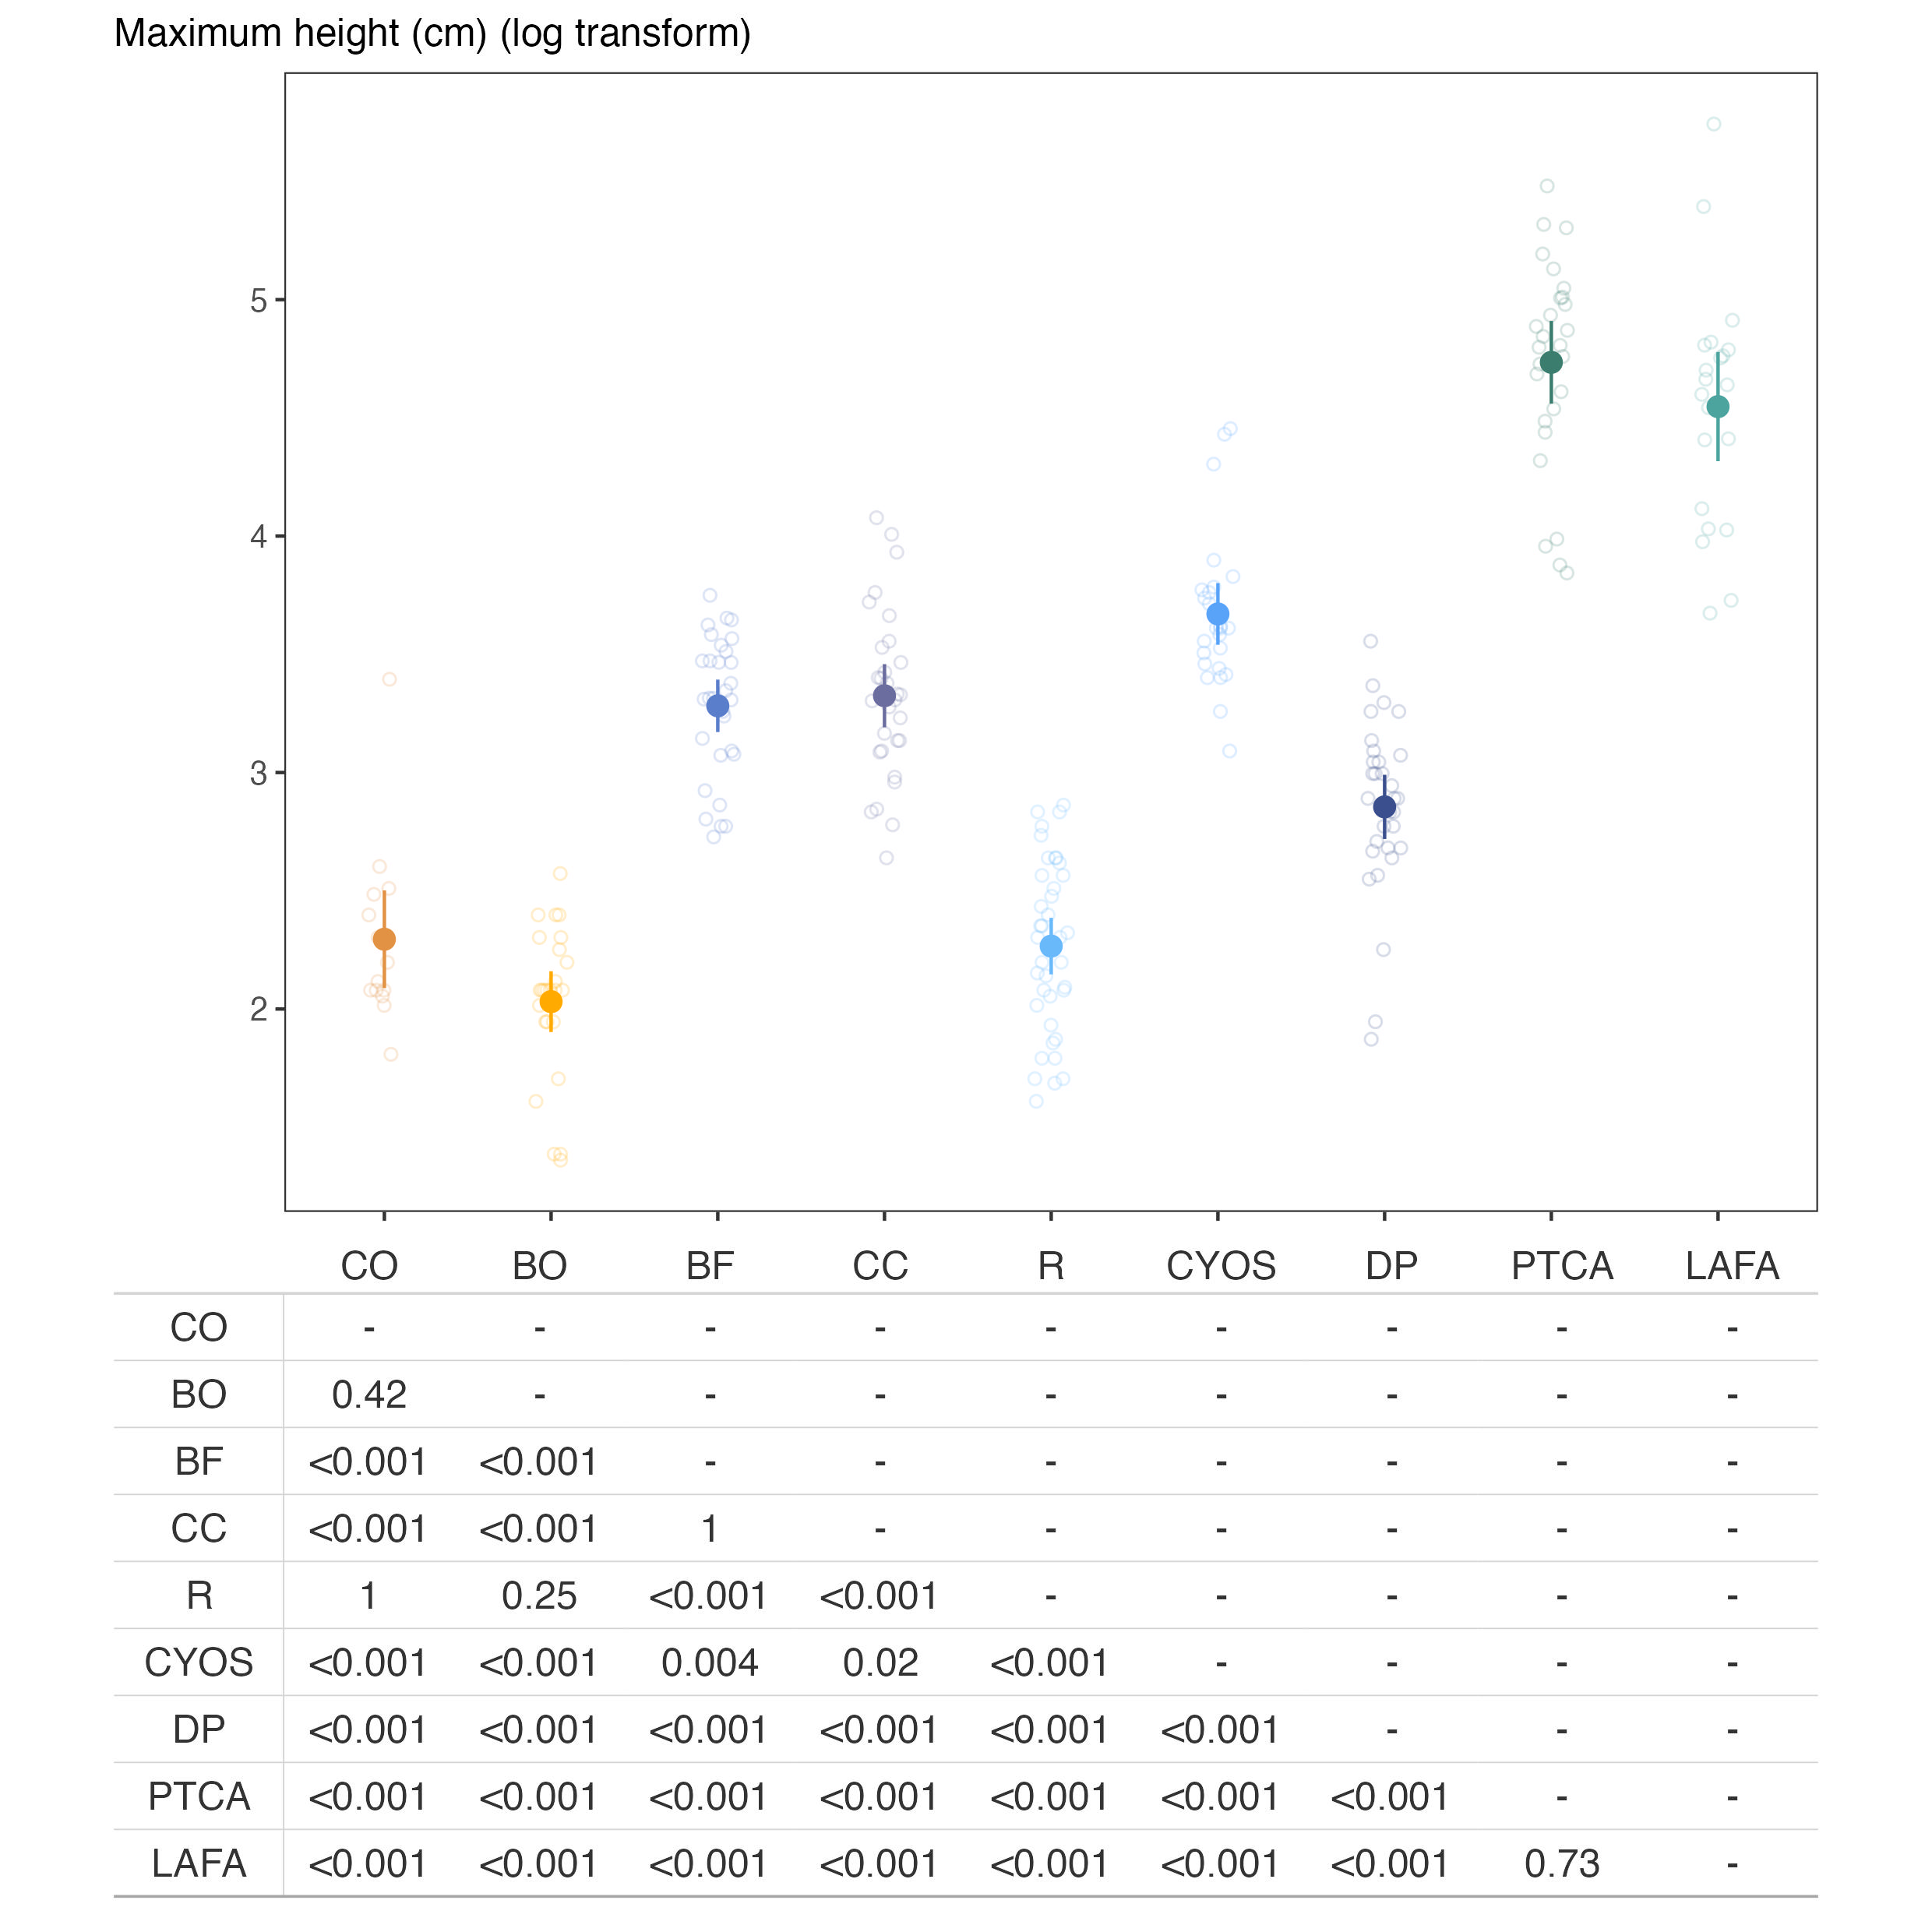 Maximum height (cm) (log transform)
5
4
3
2
CO BO BF CC R CYOS DP PTCA LAFA
CO - - - - - - - - -
BO 0.42 - - - - - - - -
BF <0.001 <0.001 - - - - - - -
CC <0.001 <0.001 1 - - - - - -
R 1 0.25 <0.001 <0.001 - - - - -
CYOS <0.001 <0.001 0.004 0.02 <0.001 - - - -
DP <0.001 <0.001 <0.001 <0.001 <0.001 <0.001 - - -
PTCA <0.001 <0.001 <0.001 <0.001 <0.001 <0.001 <0.001 - -
LAFA <0.001 <0.001 <0.001 <0.001 <0.001 <0.001 <0.001 0.73 -